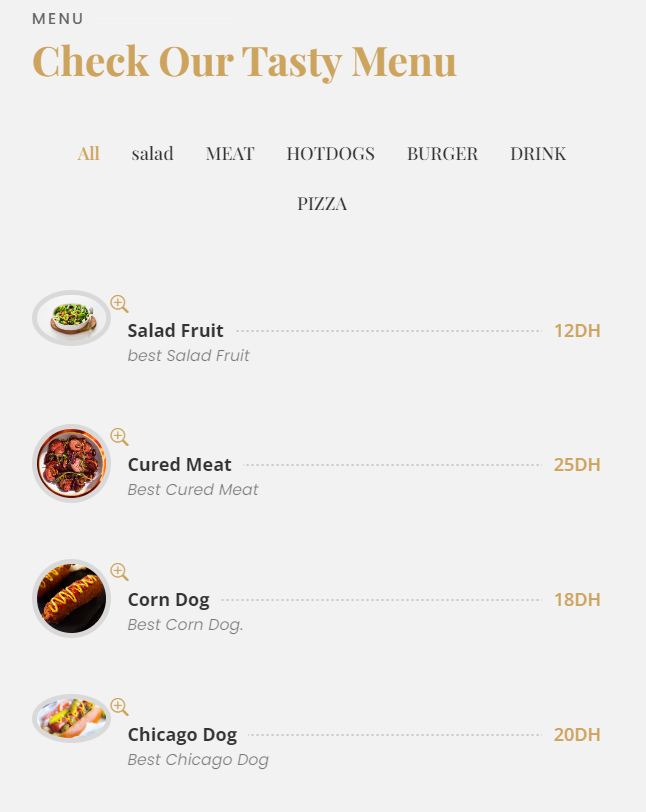 MENU
Check Our Tasty Menu
All salad MEAT HOTDOGS BURGER DRINK
PIZZA
Salad Fruit 12DH
best Salad Fruit
Cured Meat 25DH
Best Cured Meat
Corn Dog 18DH
Best Corn Dog.
Chicago Dog 20DH
Best Chicago Dog